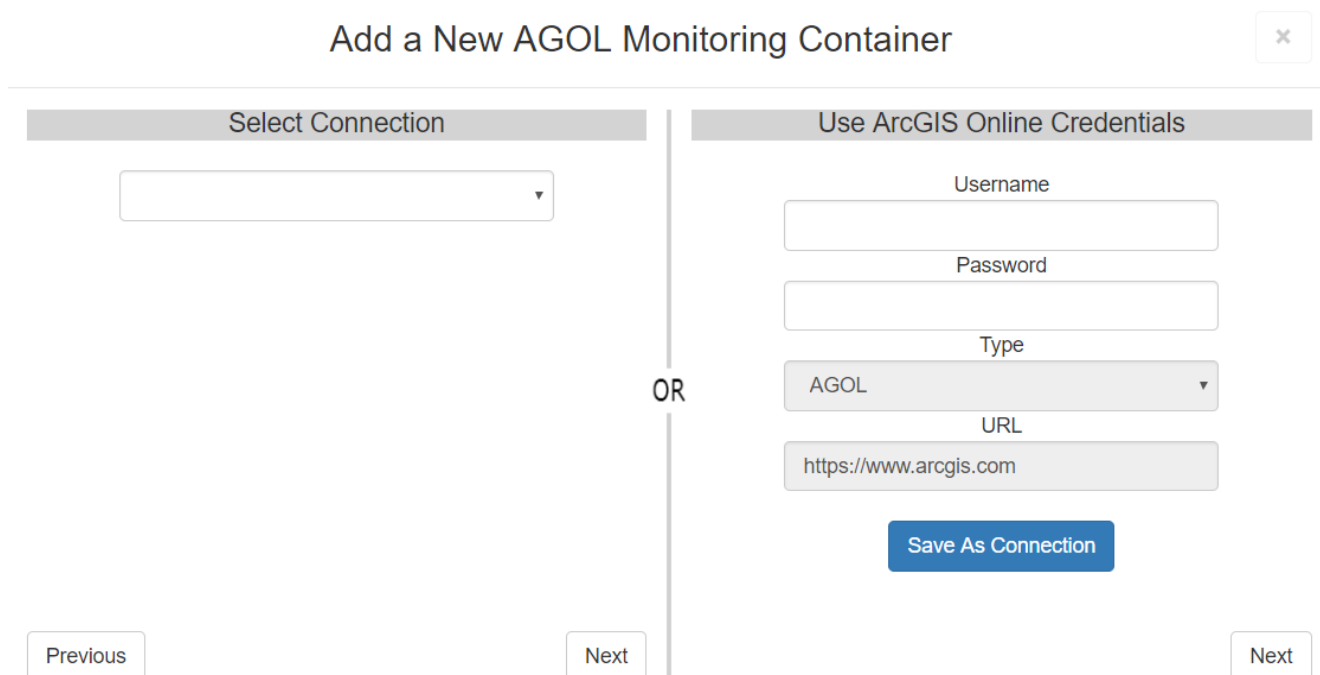 Add a New AGOL Monitoring Container
×
Select Connection
OR
Use ArcGIS Online Credentials
Username
Password
Type
AGOL
URL
https://www.arcgis.com
Save As Connection
Previous
Next
Next